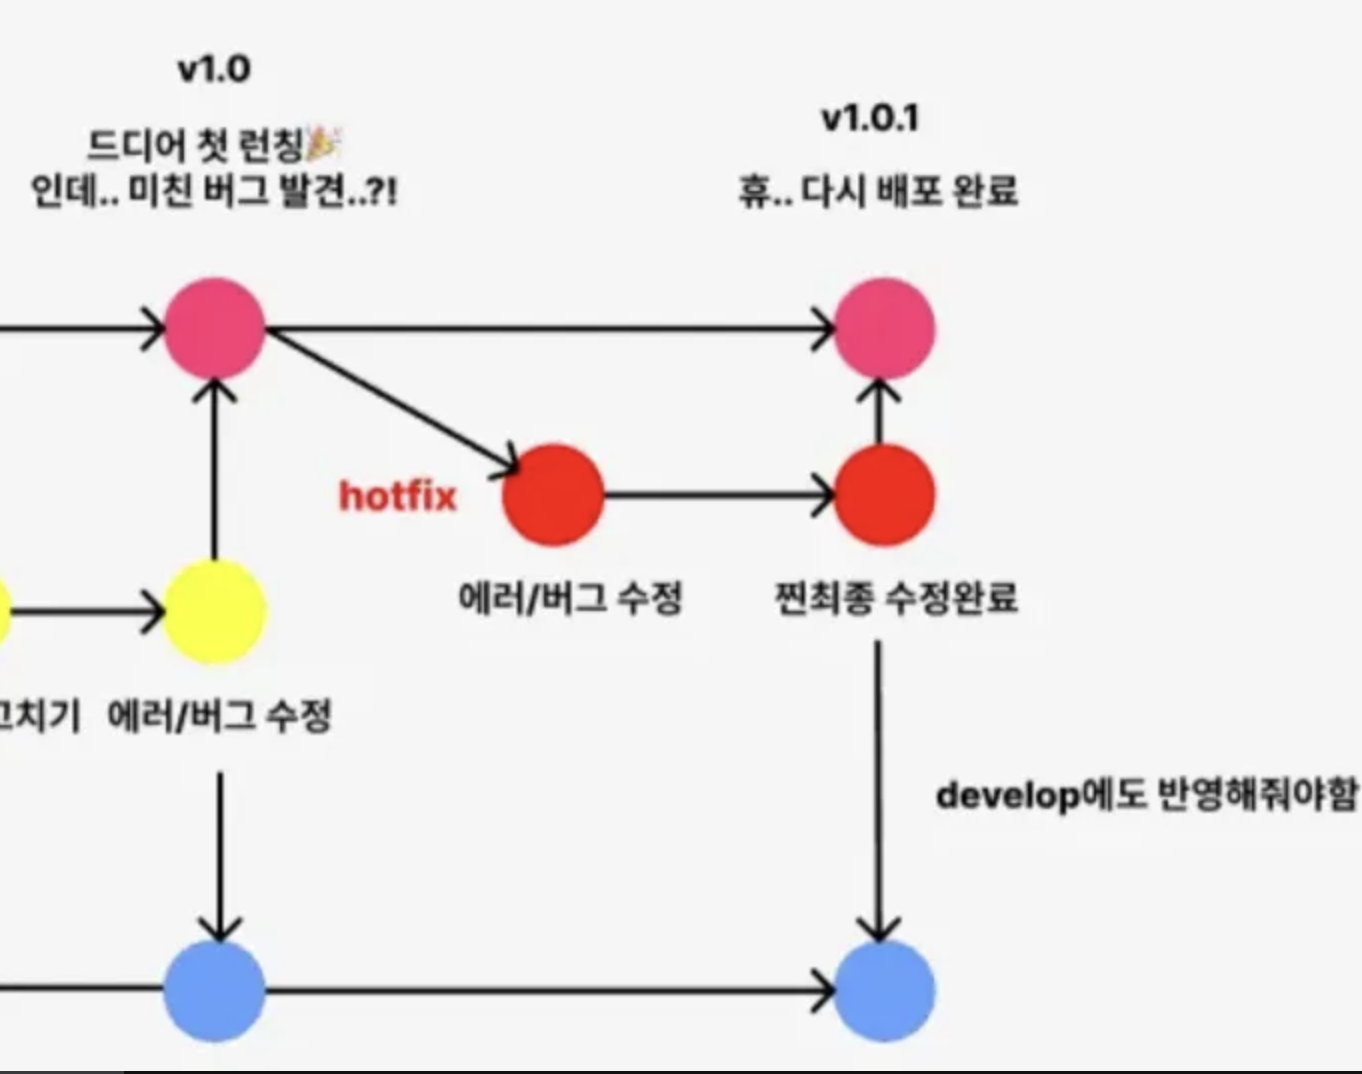 v1.0
드디어 첫 런칭🎉
인데.. 미친 버그 발견..?!
v1.0.1
휴.. 다시 배포 완료
hotfix
에러/버그 수정
찐최종 수정완료
고치기
에러/버그 수정
develop에도 반영해줘야함